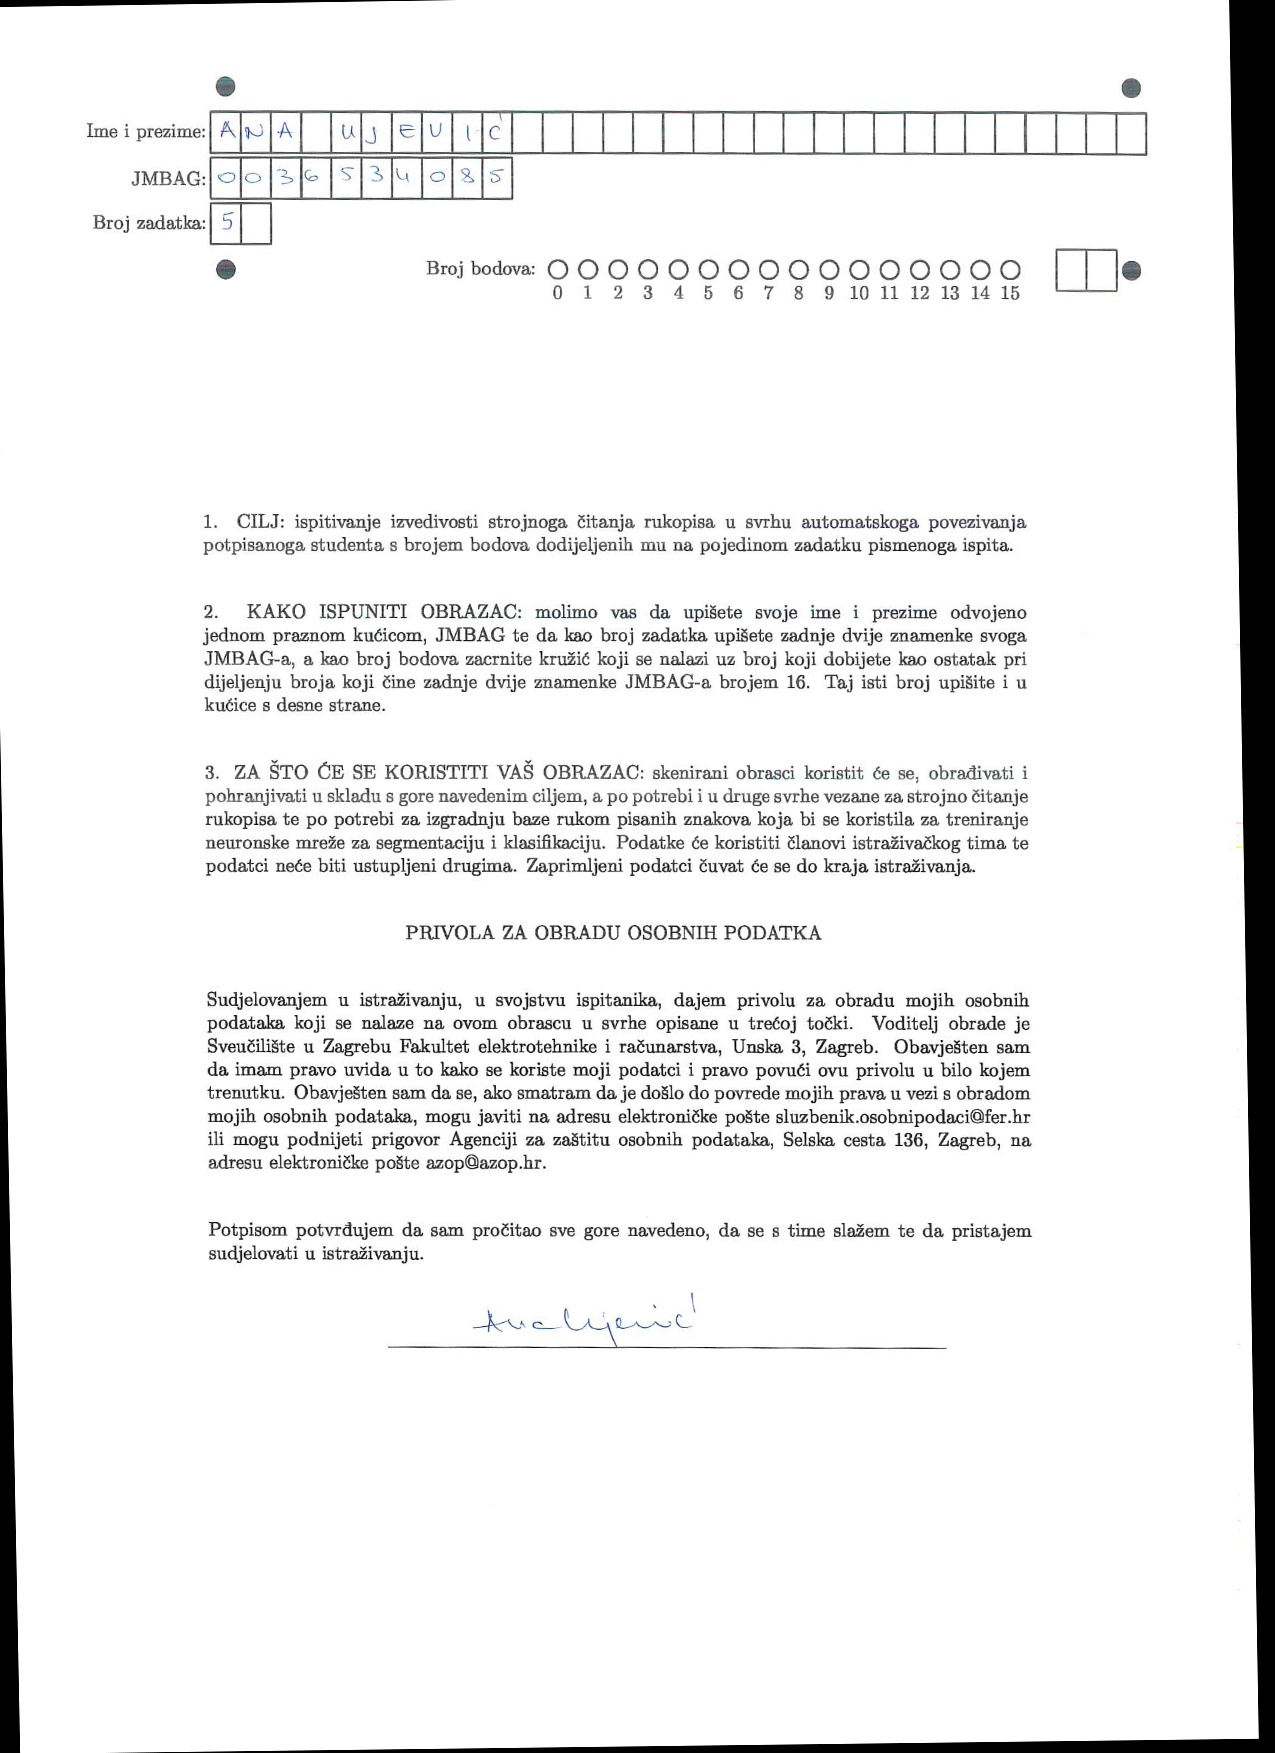 Ime i prezime: ANA UJEVIĆ
JMBAG: 0036534085
Broj zadatka: 5
Broj bodova:
0 1 2 3 4 5 6 7 8 9 10 11 12 13 14 15
1. CILJ: ispitivanje izvedivosti strojnoga čitanja rukopisa u svrhu automatskoga povezivanja
potpisanoga studenta s brojem bodova dodijeljenih mu na pojedinom zadatku pismenoga ispita.
2. KAKO ISPUNITI OBRAZAC: molimo vas da upišete svoje ime i prezime odvojeno
jednom praznom kućicom, JMBAG te da kao broj zadatka upišete zadnje dvije znamenke svoga
JMBAG-a, a kao broj bodova zacrnite kružić koji se nalazi uz broj koji dobijete kao ostatak pri
dijeljenju broja koji čine zadnje dvije znamenke JMBAG-a brojem 16. Taj isti broj upišite i u
kućice s desne strane.
3. ZA ŠTO ĆE SE KORISTITI VAŠ OBRAZAC: skenirani obrasci koristit će se, obrađivati i
pohranjivati u skladu s gore navedenim ciljem, a po potrebi i u druge svrhe vezane za strojno čitanje
rukopisa te po potrebi za izgradnju baze rukom pisanih znakova koja bi se koristila za treniranje
neuronske mreže za segmentaciju i klasifikaciju. Podatke će koristiti članovi istraživačkog tima te
podatci neće biti ustupljeni drugima. Zaprimljeni podatci čuvat će se do kraja istraživanja.
PRIVOLA ZA OBRADU OSOBNIH PODATKA
Sudjelovanjem u istraživanju, u svojstvu ispitanika, dajem privolu za obradu mojih osobnih
podataka koji se nalaze na ovom obrascu u svrhe opisane u trećoj točki. Voditelj obrade je
Sveučilište u Zagrebu Fakultet elektrotehnike i računarstva, Unska 3, Zagreb. Obavješten sam
da imam pravo uvida u to kako se koriste moji podatci i pravo povući ovu privolu u bilo kojem
trenutku. Obavješten sam da se, ako smatram da je došlo do povrede mojih prava u vezi s obradom
mojih osobnih podataka, mogu javiti na adresu elektroničke pošte sluzbenik.osobnipodaci@fer.hr
ili mogu podnijeti prigovor Agenciji za zaštitu osobnih podataka, Selska cesta 136, Zagreb, na
adresu elektroničke pošte azop@azop.hr.
Potpisom potvrđujem da sam pročitao sve gore navedeno, da se s time slažem te da pristajem
sudjelovati u istraživanju.
Ana Ujević